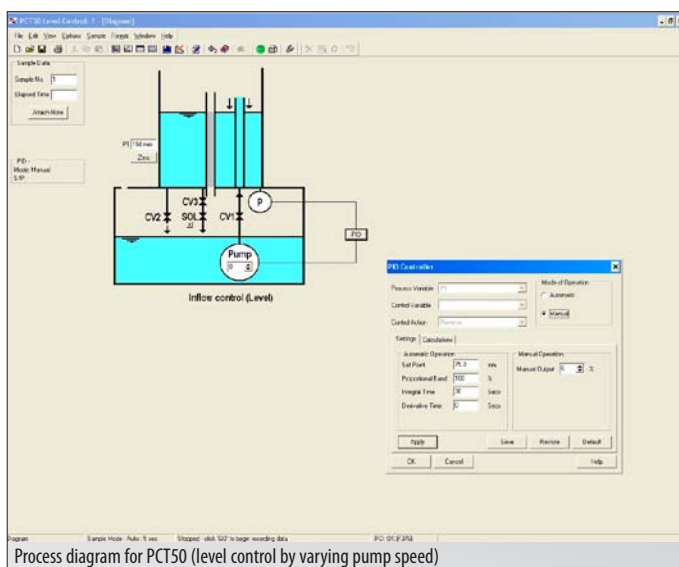 PCT50 Level Control: 1 - [Diagram]
File Edit View Options Sample Format Window Help
Sample Data
Sample No. 1
Elapsed Time
Attach Note
P1 150 mm
Zero
PID -
Mode: Manual
S/P:
P
CV3
CV2
SOL
CV1
PID
Pump
0
Inflow control (Level)
PID Controller
Process Variable P1
Control Variable
Control Action Reverse
Mode of Operation
Automatic
Manual
Settings Calculations
Automatic Operation
Set Point 75.0 mm
Proportional Band 100 %
Integral Time 30 Secs
Derivative Time 0 Secs
Manual Operation
Manual Output 0 %
Apply Save Restore Default
OK Cancel Help
Diagram Sample Mode : Auto : 5 sec Stopped - click 'GO' to begin recording data
Process diagram for PCT50 (level control by varying pump speed)